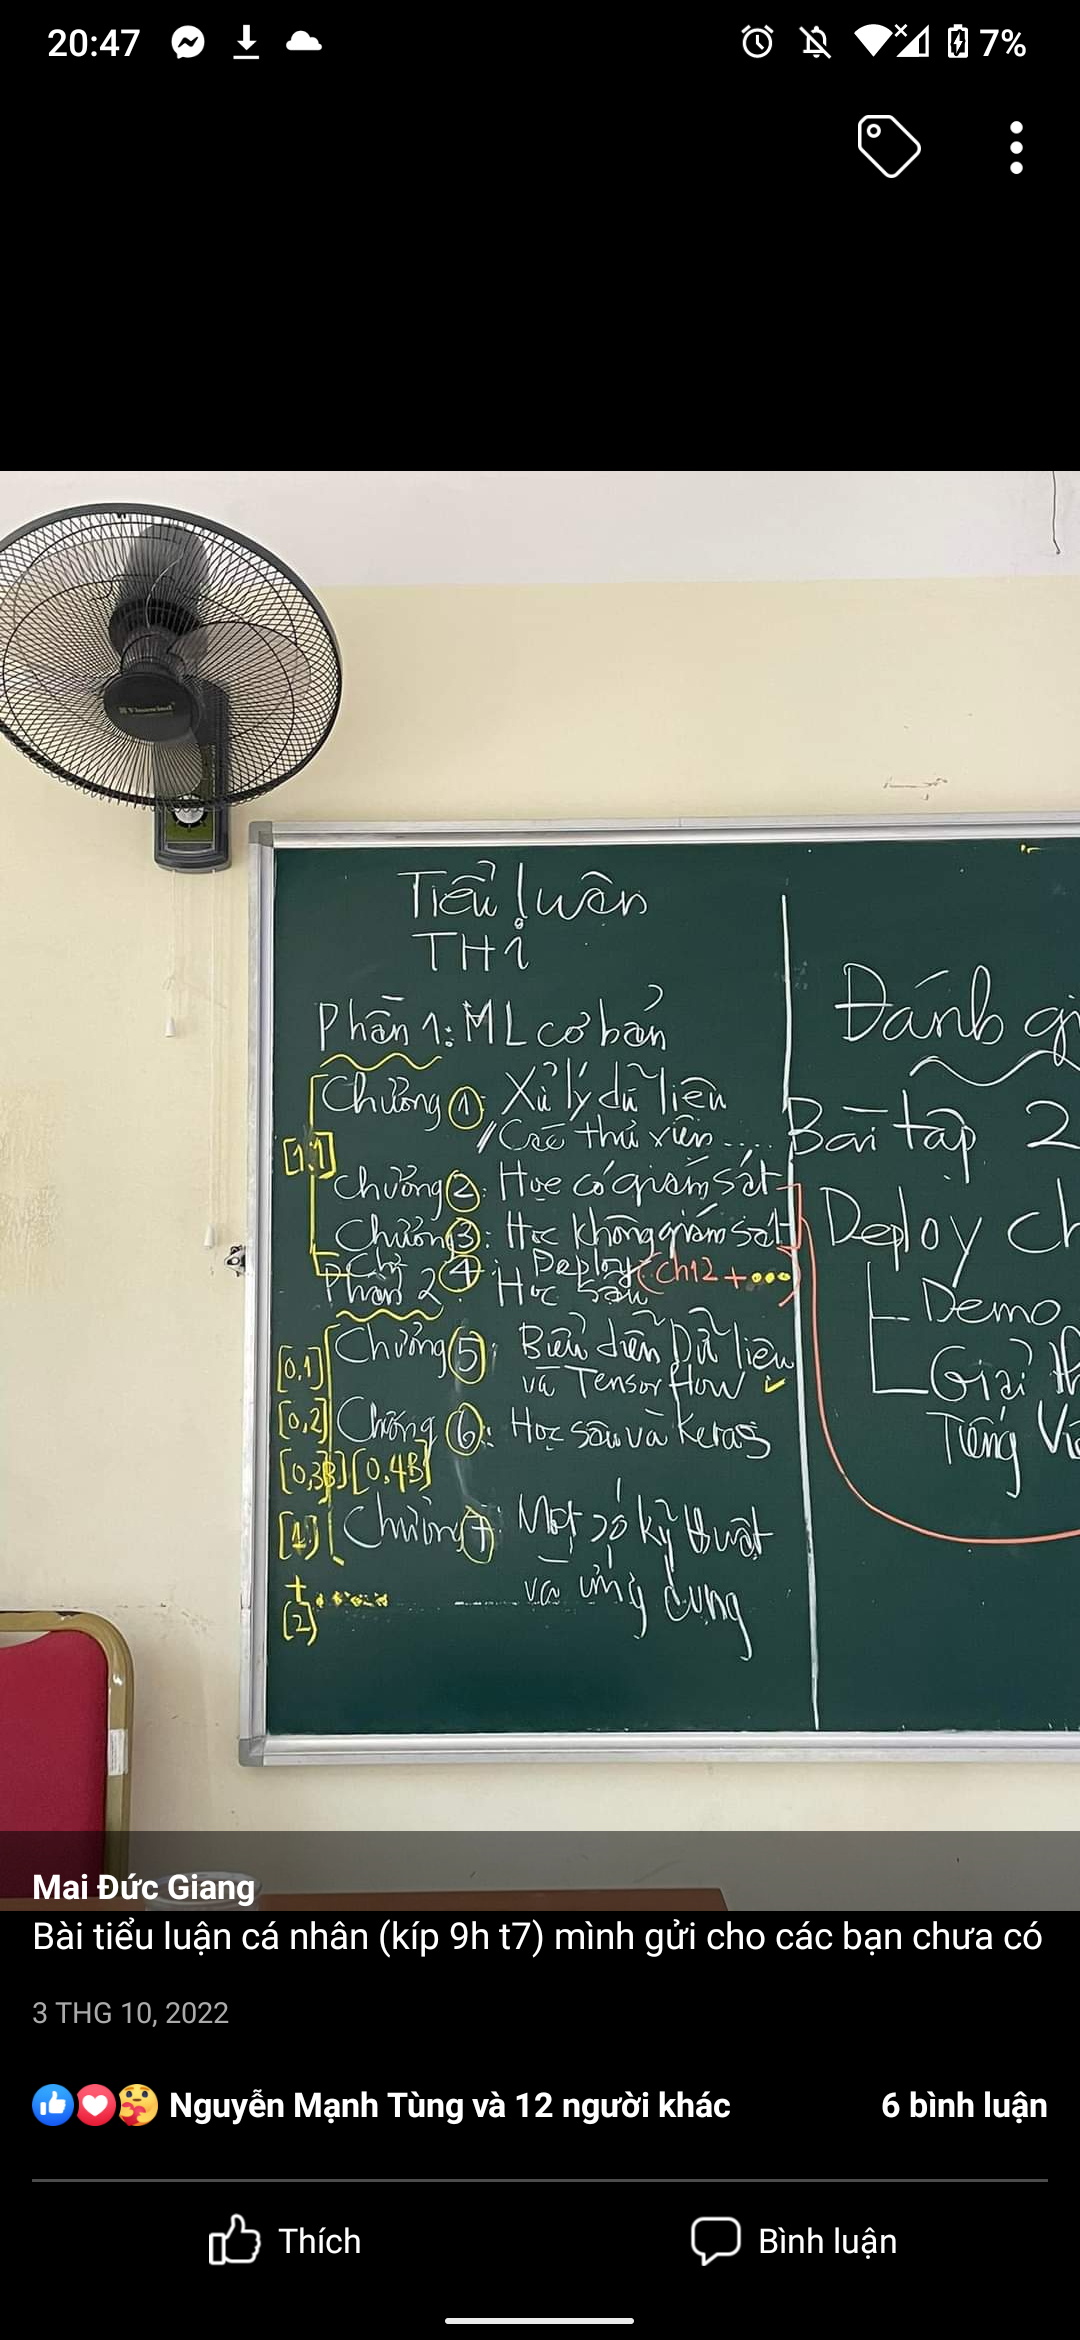 20:47
7%
Tiểu luận
THi
Phần 1: ML cơ bản
Chương 1: Xử lý dữ liệu
// Các thư viện ....
[1.1]
Chương 2: Học có giám sát
Chương 3: Học không giám sát
Chư 4: Deploy (ch12 + ...)
Phần 2: Học sâu
[0,1]
Chương 5: Biểu diễn Dữ liệu
và Tensor flow
[0,2]
Chương 6: Học sâu và Keras
[0,3B] [0,4B]
[1]
Chương 7: Một số kỹ thuật
và ứng dụng
+
[2]
Đánh gi
Bài tập 2
Deploy ch
Demo
Giải th
Tiếng Vi
Mai Đức Giang
Bài tiểu luận cá nhân (kíp 9h t7) mình gửi cho các bạn chưa có
3 THG 10, 2022
Nguyễn Mạnh Tùng và 12 người khác
6 bình luận
Thích
Bình luận